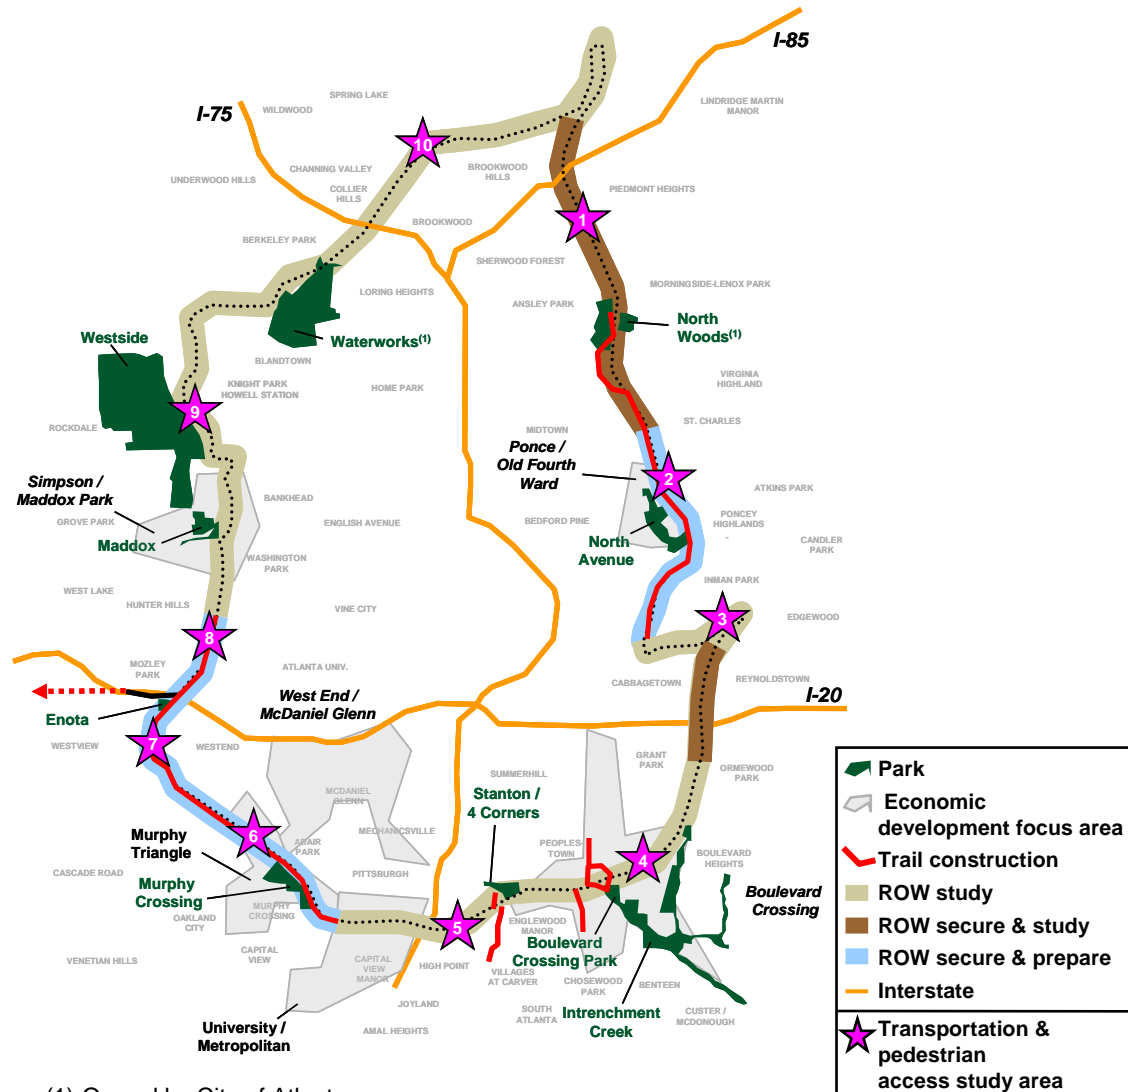 I-85
I-75
SPRING LAKE
WILDWOOD
LINDRIDGE MARTIN
MANOR
10
CHANNING VALLEY
UNDERWOOD HILLS
COLLIER
HILLS
BROOKWOOD
HILLS
PIEDMONT HEIGHTS
1
BROOKWOOD
BERKELEY PARK
SHERWOOD FOREST
MORNINGSIDE-LENOX PARK
LORING HEIGHTS
ANSLEY PARK
North
Woods(1)
Westside
Waterworks(1)
BLANDTOWN
KNIGHT PARK
HOWELL STATION
HOME PARK
VIRGINIA
HIGHLAND
9
ROCKDALE
ST. CHARLES
MIDTOWN
Ponce /
Old Fourth
Ward
2
Simpson /
Maddox Park
ATKINS PARK
BANKHEAD
GROVE PARK
ENGLISH AVENUE
BEDFORD PINE
PONCEY
HIGHLANDS
Maddox
North
Avenue
CANDLER
PARK
WASHINGTON
PARK
INMAN PARK
WEST LAKE
HUNTER HILLS
VINE CITY
3
EDGEWOOD
8
MOZLEY
PARK
ATLANTA UNIV.
CABBAGETOWN
REYNOLDSTOWN
I-20
West End /
McDaniel Glenn
Enota
7
WESTVIEW
WESTEND
GRANT
PARK
ORMEWOOD
PARK
SUMMERHILL
Stanton /
4 Corners
MCDANIEL
GLENN
MECHANICSVILLE
6
Murphy
Triangle
ADAIR
PARK
PEOPLES-
TOWN
4
BOULEVARD
HEIGHTS
CASCADE ROAD
PITTSBURGH
Murphy
Crossing
MURPHY
CROSSING
OAKLAND
CITY
Boulevard
Crossing
5
ENGLEWOOD
MANOR
Boulevard
Crossing Park
VENETIAN HILLS
CAPITAL
VIEW
CAPITAL
VIEW
MANOR
HIGH POINT
VILLAGES
AT CARVER
CHOSEWOOD
PARK
BENTEEN
JOYLAND
SOUTH
ATLANTA
Intrenchment
Creek
CUSTER /
MCDONOUGH
University /
Metropolitan
AMAL HEIGHTS
Park
Economic
development focus area
Trail construction
ROW study
ROW secure & study
ROW secure & prepare
Interstate
Transportation &
pedestrian
access study area